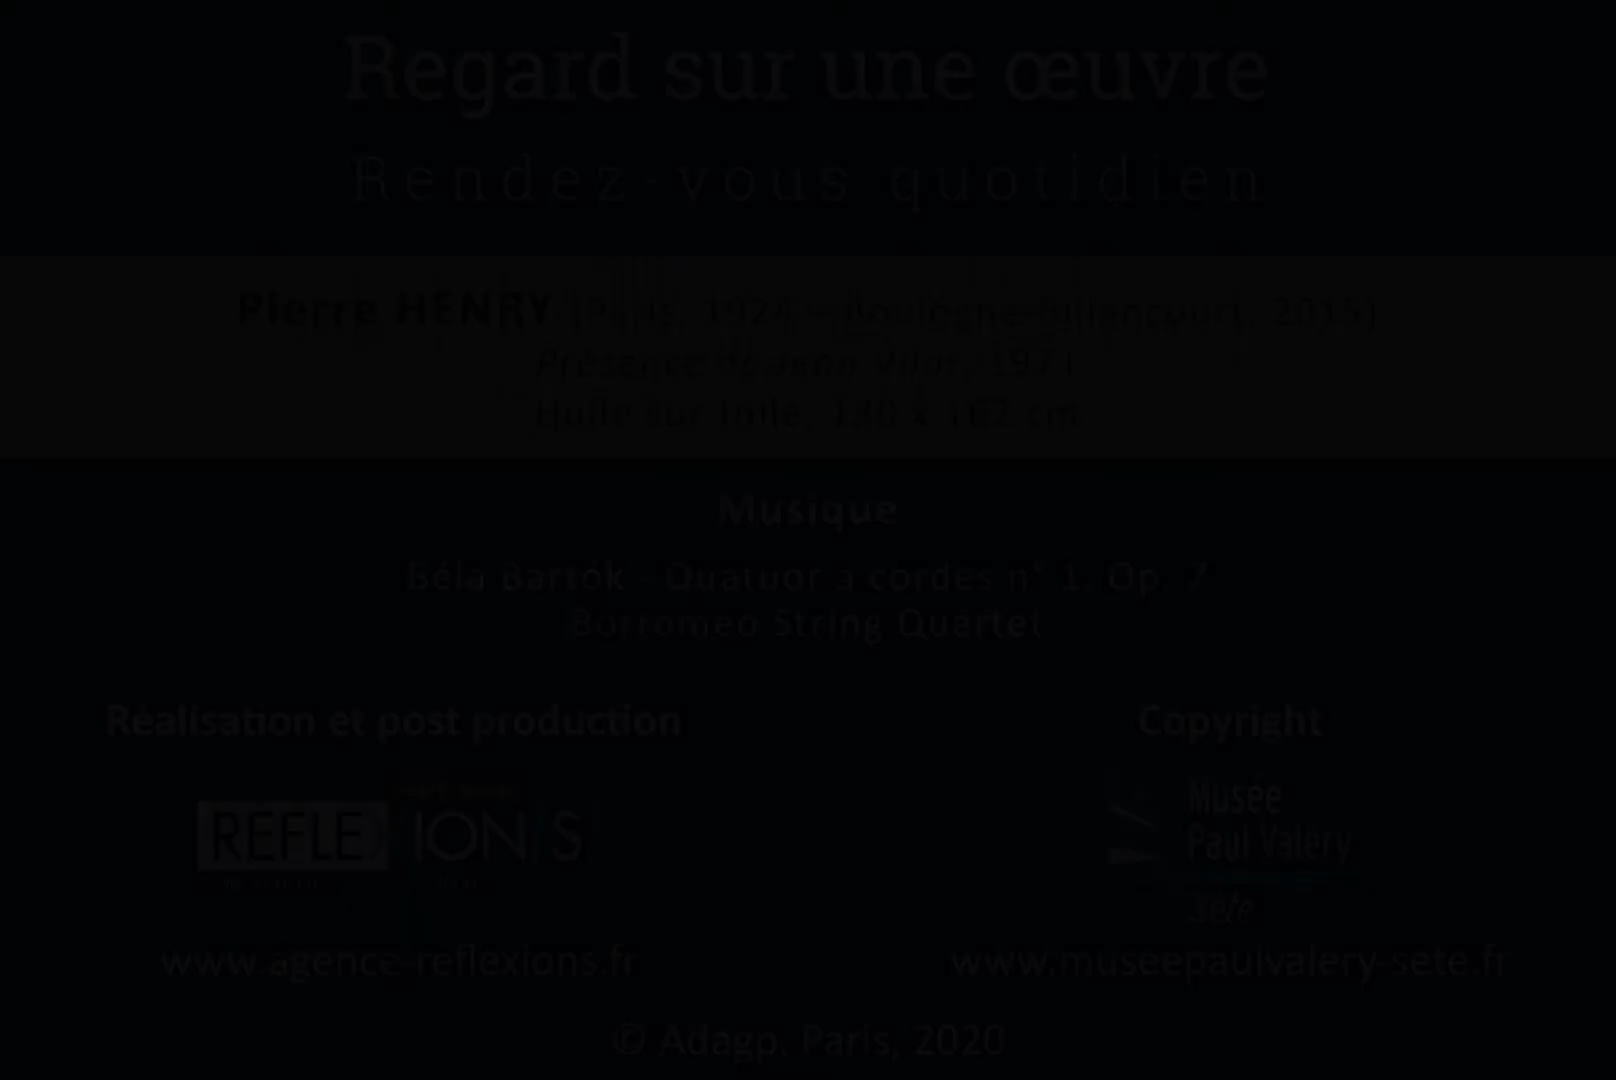 Regard sur une œuvre
Rendez-vous quotidien
Pierre HENRY (Paris, 1924 – Boulogne-Billancourt, 2015)
Présence de Jean Vilar, 1971
Huile sur toile, 130 x 162 cm
Musique
Béla Bartók - Quatuor à cordes n° 1, Op. 7
Borromeo String Quartet
Réalisation et post production
Copyright
REFLEXION'S
Musée
Paul Valéry
Sète
www.agence-reflexions.fr
www.museepaulvalery-sete.fr
© Adagp, Paris, 2020